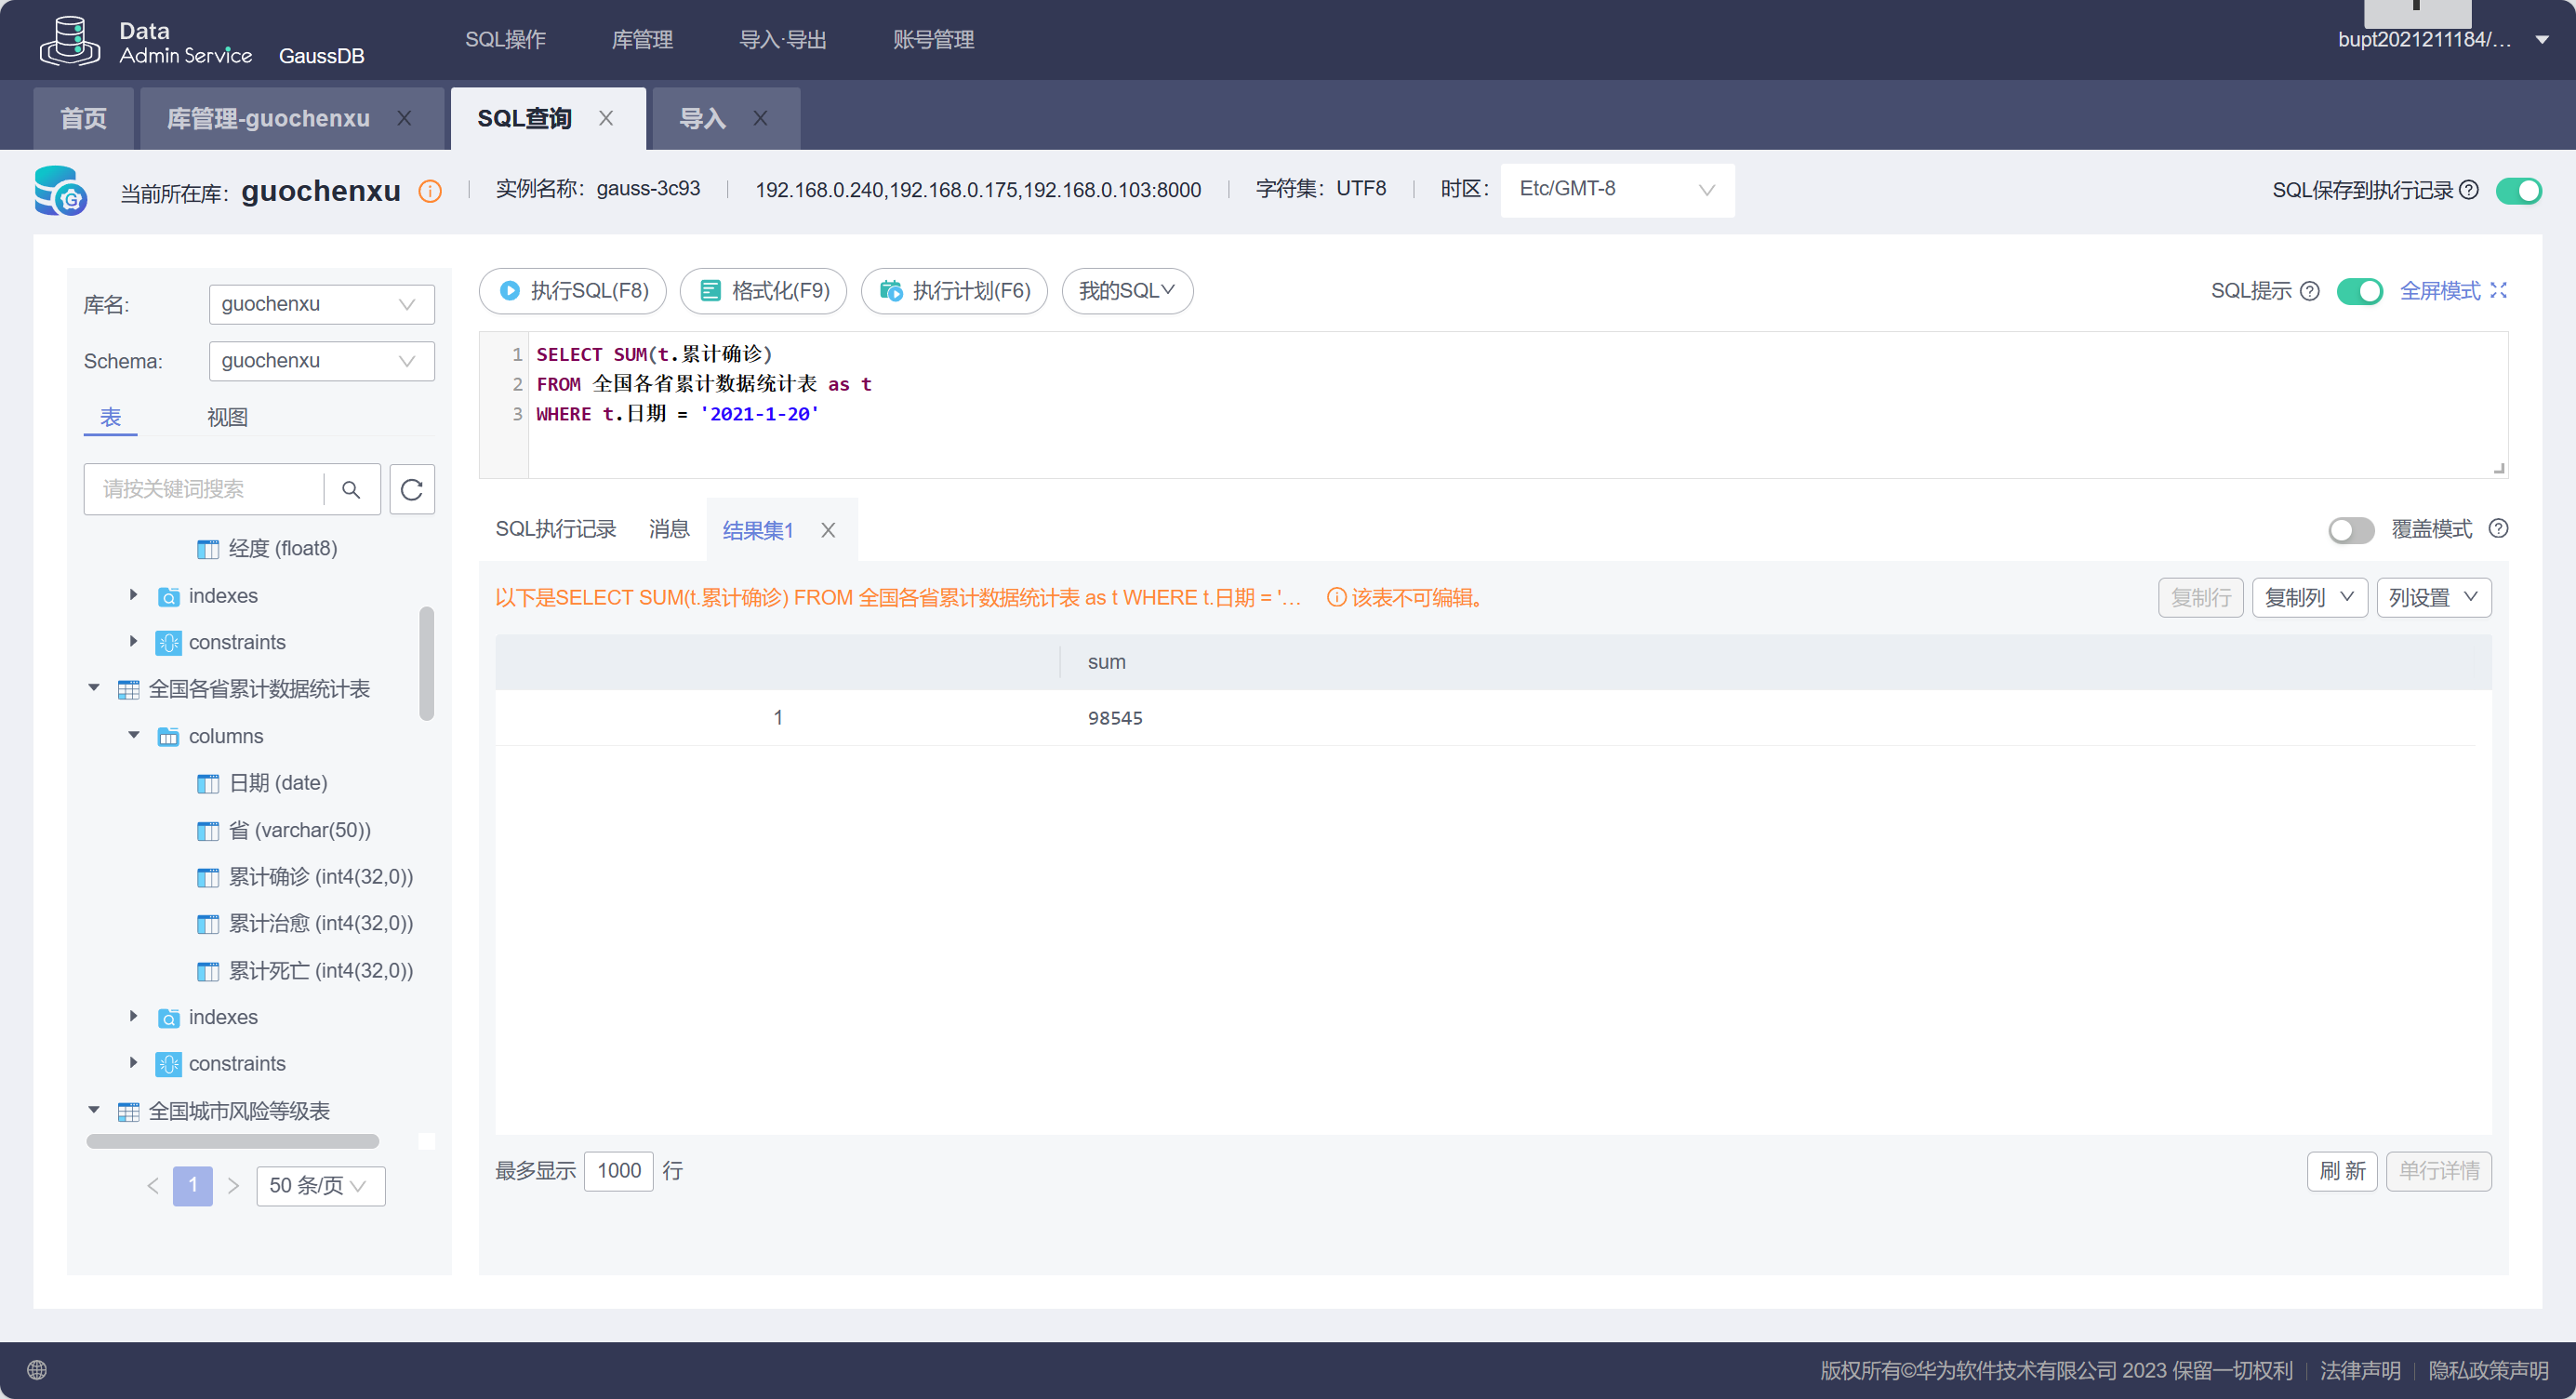 Data
Admin Service GaussDB SQL操作 库管理 导入·导出 账号管理 bupt2021211184/...
首页 库管理-guochenxu SQL查询 导入
当前所在库: guochenxu 实例名称: gauss-3c93 192.168.0.240,192.168.0.175,192.168.0.103:8000 字符集: UTF8 时区: Etc/GMT-8 SQL保存到执行记录
库名: guochenxu
Schema: guochenxu
表 视图
请按关键词搜索
经度 (float8)
indexes
constraints
全国各省累计数据统计表
columns
日期 (date)
省 (varchar(50))
累计确诊 (int4(32,0))
累计治愈 (int4(32,0))
累计死亡 (int4(32,0))
indexes
constraints
全国城市风险等级表
1 50 条/页
执行SQL(F8) 格式化(F9) 执行计划(F6) 我的SQL SQL提示 全屏模式
1 SELECT SUM(t.累计确诊)
2 FROM 全国各省累计数据统计表 as t
3 WHERE t.日期 = '2021-1-20'
SQL执行记录 消息 结果集1 覆盖模式
以下是SELECT SUM(t.累计确诊) FROM 全国各省累计数据统计表 as t WHERE t.日期 = '... 该表不可编辑。 复制行 复制列 列设置
sum
1 98545
最多显示 1000 行 刷 新 单行详情
版权所有©华为软件技术有限公司 2023 保留一切权利 法律声明 隐私政策声明